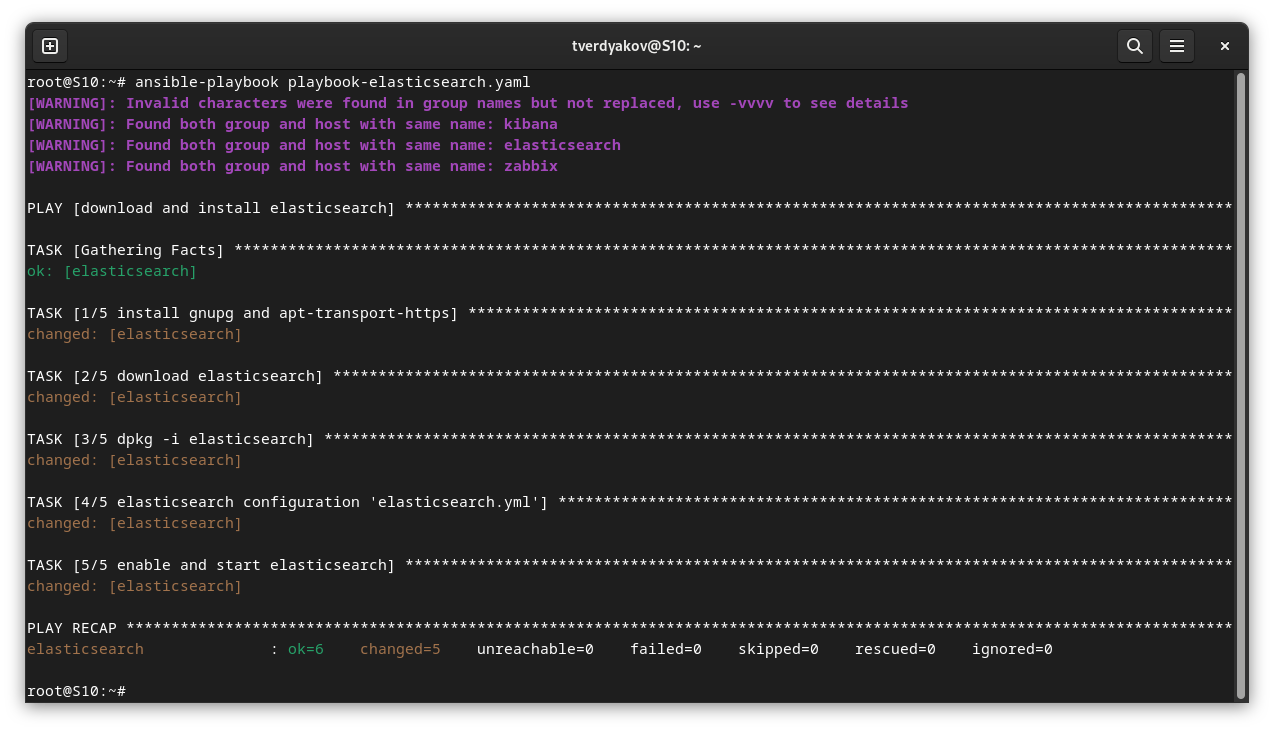 tverdyakov@S10: ~
root@S10:~# ansible-playbook playbook-elasticsearch.yaml
[WARNING]: Invalid characters were found in group names but not replaced, use -vvvv to see details
[WARNING]: Found both group and host with same name: kibana
[WARNING]: Found both group and host with same name: elasticsearch
[WARNING]: Found both group and host with same name: zabbix
PLAY [download and install elasticsearch] ********************************************************************************************
TASK [Gathering Facts] ***************************************************************************************************************
ok: [elasticsearch]
TASK [1/5 install gnupg and apt-transport-https] *************************************************************************************
changed: [elasticsearch]
TASK [2/5 download elasticsearch] ****************************************************************************************************
changed: [elasticsearch]
TASK [3/5 dpkg -i elasticsearch] *****************************************************************************************************
changed: [elasticsearch]
TASK [4/5 elasticsearch configuration 'elasticsearch.yml'] ***************************************************************************
changed: [elasticsearch]
TASK [5/5 enable and start elasticsearch] ********************************************************************************************
changed: [elasticsearch]
PLAY RECAP ***************************************************************************************************************************
elasticsearch              : ok=6    changed=5    unreachable=0    failed=0    skipped=0    rescued=0    ignored=0
root@S10:~#